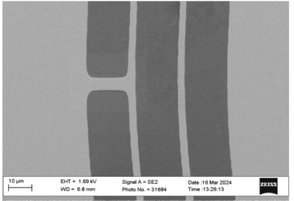 10 µm
EHT = 1.69 kV Signal A = SE2 Date :16 Mar 2024
WD = 6.8 mm Photo No. = 31684 Time :13:26:13
ZEISS